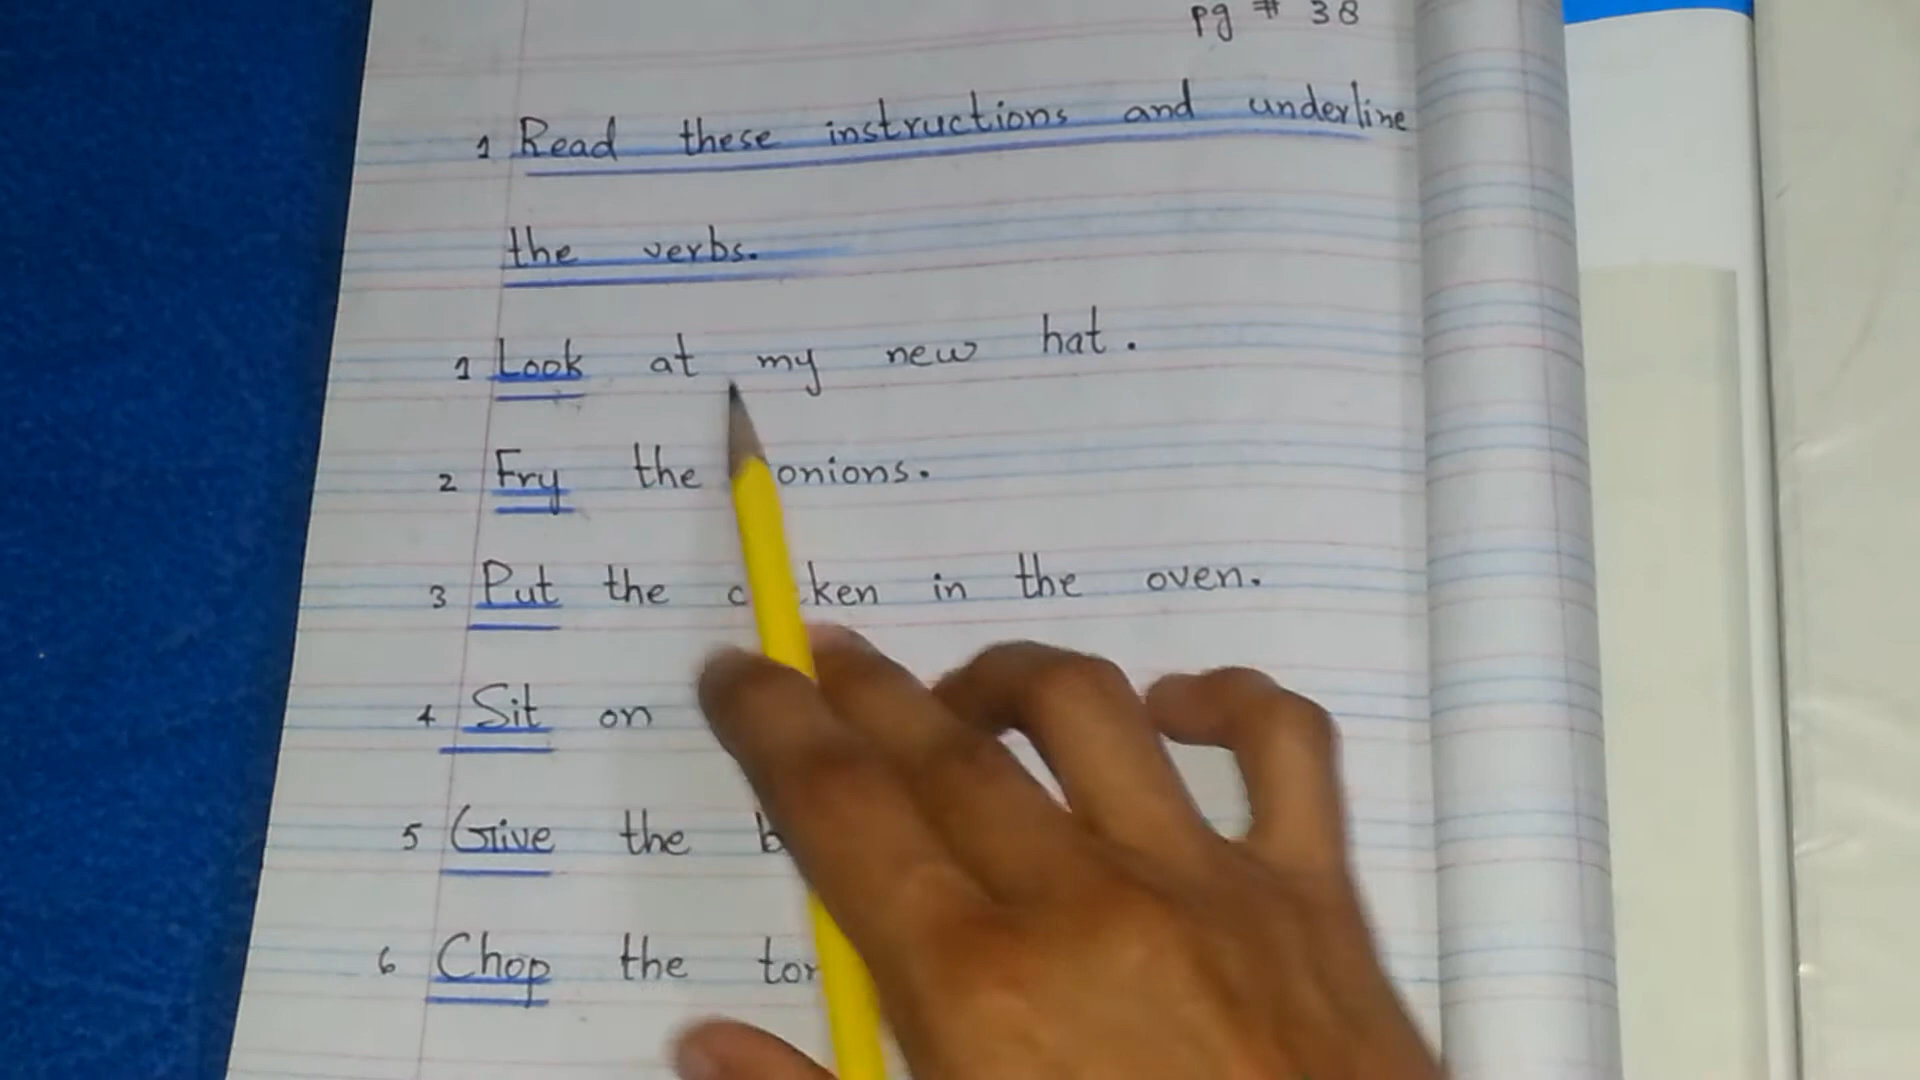 pg # 38
1 Read these instructions and underline
the verbs.
1 Look at my new hat.
2 Fry the onions.
3 Put the in the oven.
4 Sit on
5 Give the
6 Chop the